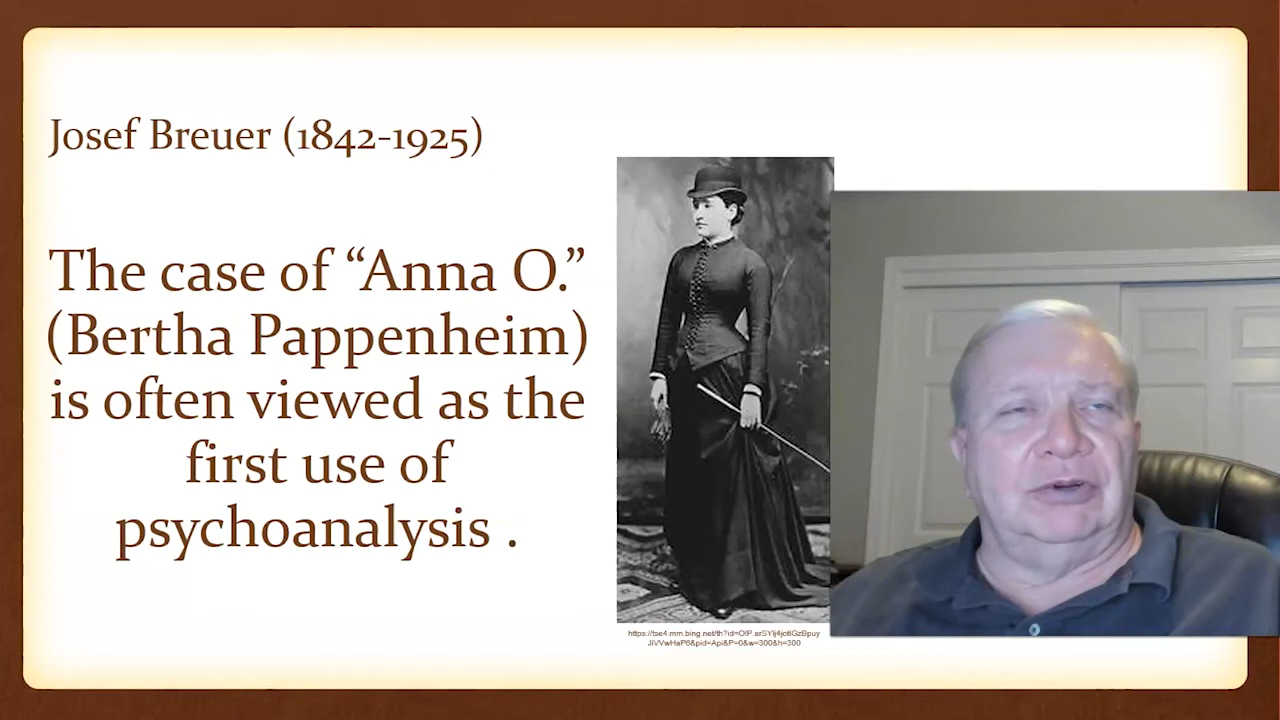 Josef Breuer (1842-1925)
The case of “Anna O.”
(Bertha Pappenheim)
is often viewed as the
first use of
psychoanalysis .